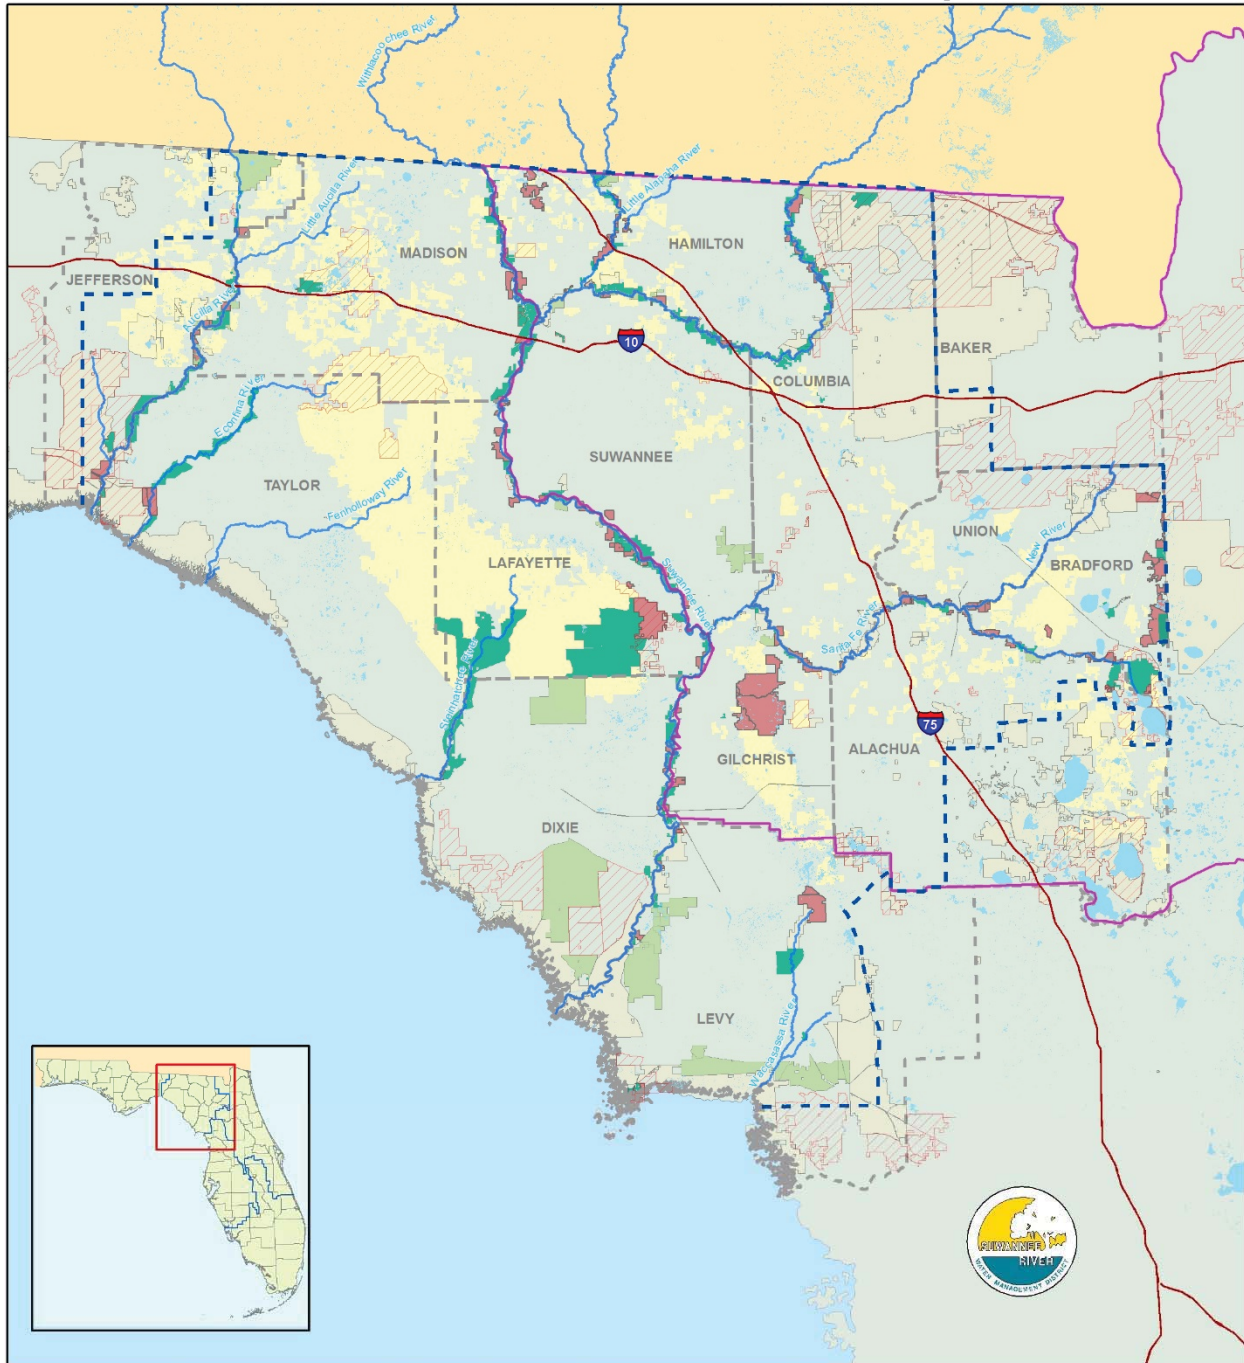 Withlacoochee River
Little Alapaha River
Little Aucilla River
MADISON
HAMILTON
JEFFERSON
Aucilla River
10
BAKER
COLUMBIA
Econfina River
SUWANNEE
TAYLOR
Fenholloway River
UNION
New River
LAFAYETTE
BRADFORD
Suwannee River
Santa Fe River
Steinhatchee River
75
ALACHUA
GILCHRIST
DIXIE
LEVY
Waccasassa River
SUWANNEE
RIVER
WATER MANAGEMENT DISTRICT